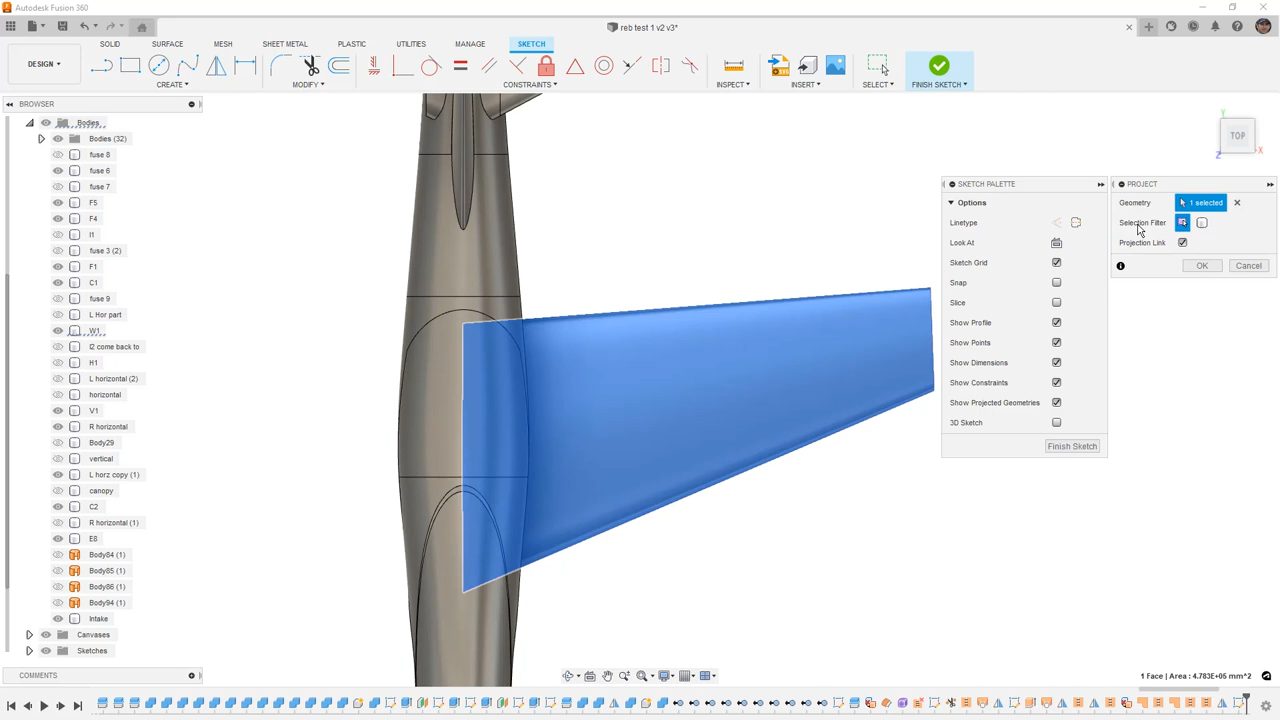 Autodesk Fusion 360
reb test 1 v2 v3*
SOLID SURFACE MESH SHEET METAL PLASTIC UTILITIES MANAGE SKETCH
DESIGN
CREATE MODIFY CONSTRAINTS INSPECT INSERT SELECT FINISH SKETCH
BROWSER
Bodies
Bodies (32)
fuse 8
fuse 6
fuse 7
F5
F4
I1
fuse 3 (2)
F1
C1
fuse 9
L Hor part
W1
I2 come back to
H1
L horizontal (2)
horizontal
V1
R horizontal
Body29
vertical
L horz copy (1)
canopy
C2
R horizontal (1)
E8
Body84 (1)
Body85 (1)
Body86 (1)
Body94 (1)
Intake
Canvases
Sketches
COMMENTS
Y
TOP
X
Z
SKETCH PALETTE
Options
Linetype
Look At
Sketch Grid
Snap
Slice
Show Profile
Show Points
Show Dimensions
Show Constraints
Show Projected Geometries
3D Sketch
Finish Sketch
PROJECT
Geometry 1 selected
Selection Filter
Projection Link
OK Cancel
1 Face | Area : 4.783E+05 mm^2